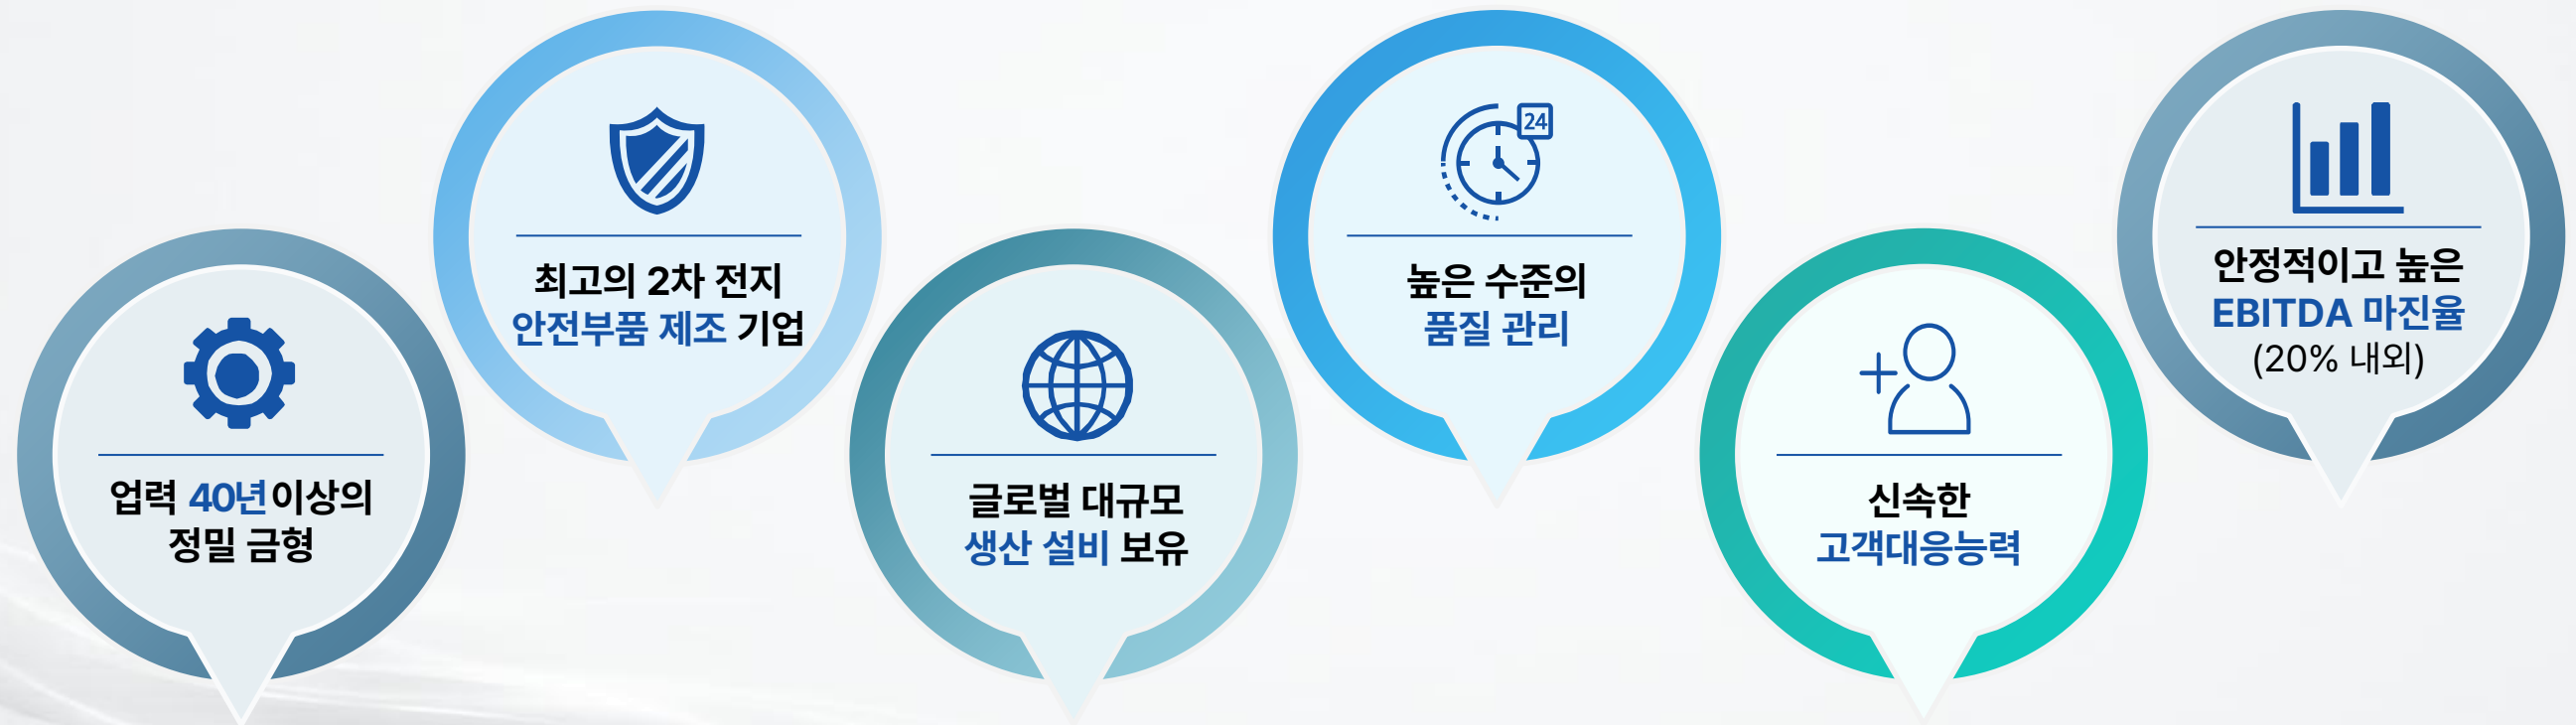 업력 40년이상의
정밀 금형
최고의 2차 전지
안전부품 제조 기업
글로벌 대규모
생산 설비 보유
24
높은 수준의
품질 관리
신속한
고객대응능력
안정적이고 높은
EBITDA 마진율
(20% 내외)